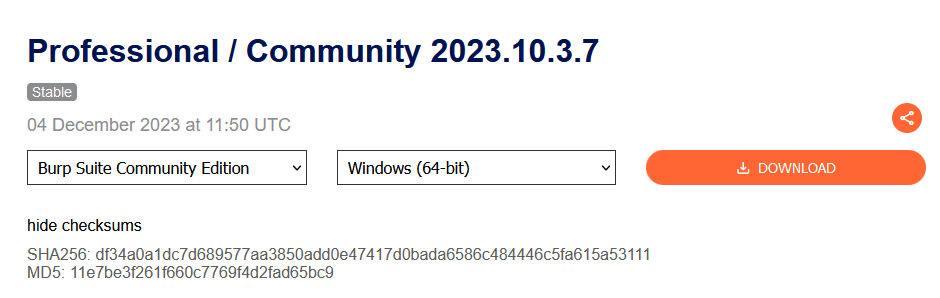 Professional / Community 2023.10.3.7
Stable
04 December 2023 at 11:50 UTC
Burp Suite Community Edition
Windows (64-bit)
DOWNLOAD
hide checksums
SHA256: df34a0a1dc7d689577aa3850add0e47417d0bada6586c484446c5fa615a53111
MD5: 11e7be3f261f660c7769f4d2fad65bc9